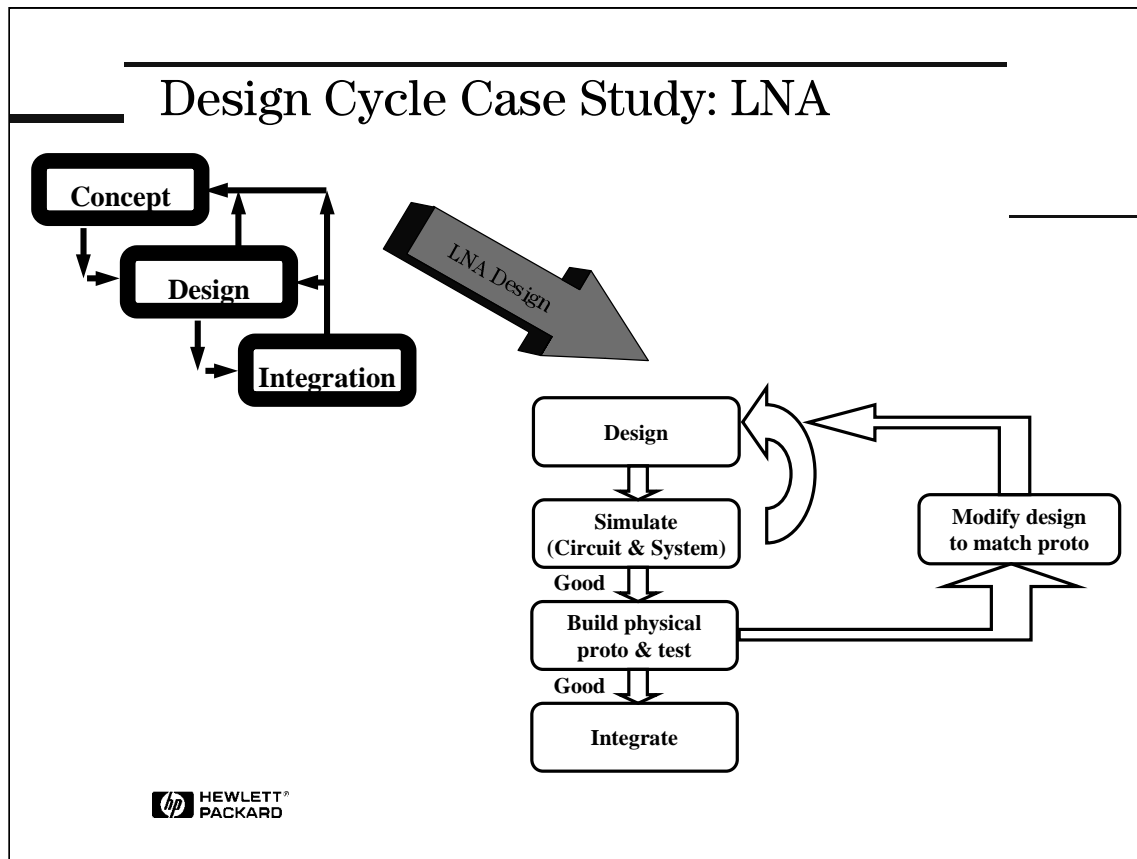 Design Cycle Case Study: LNA
Concept
Design
Integration
LNA Design
Design
Simulate
(Circuit & System)
Good
Build physical
proto & test
Good
Integrate
Modify design
to match proto
hp
HEWLETT®
PACKARD